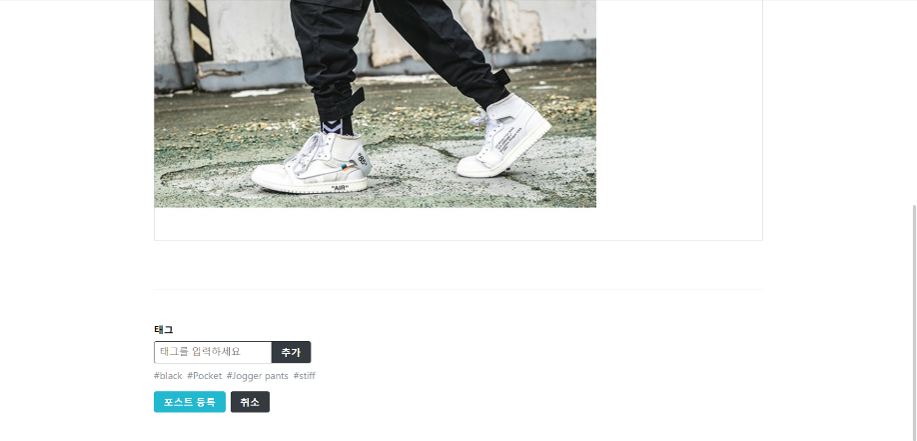 "AIR"
태그
태그를 입력하세요 추가
#black #Pocket #Jogger pants #stiff
포스트 등록 취소